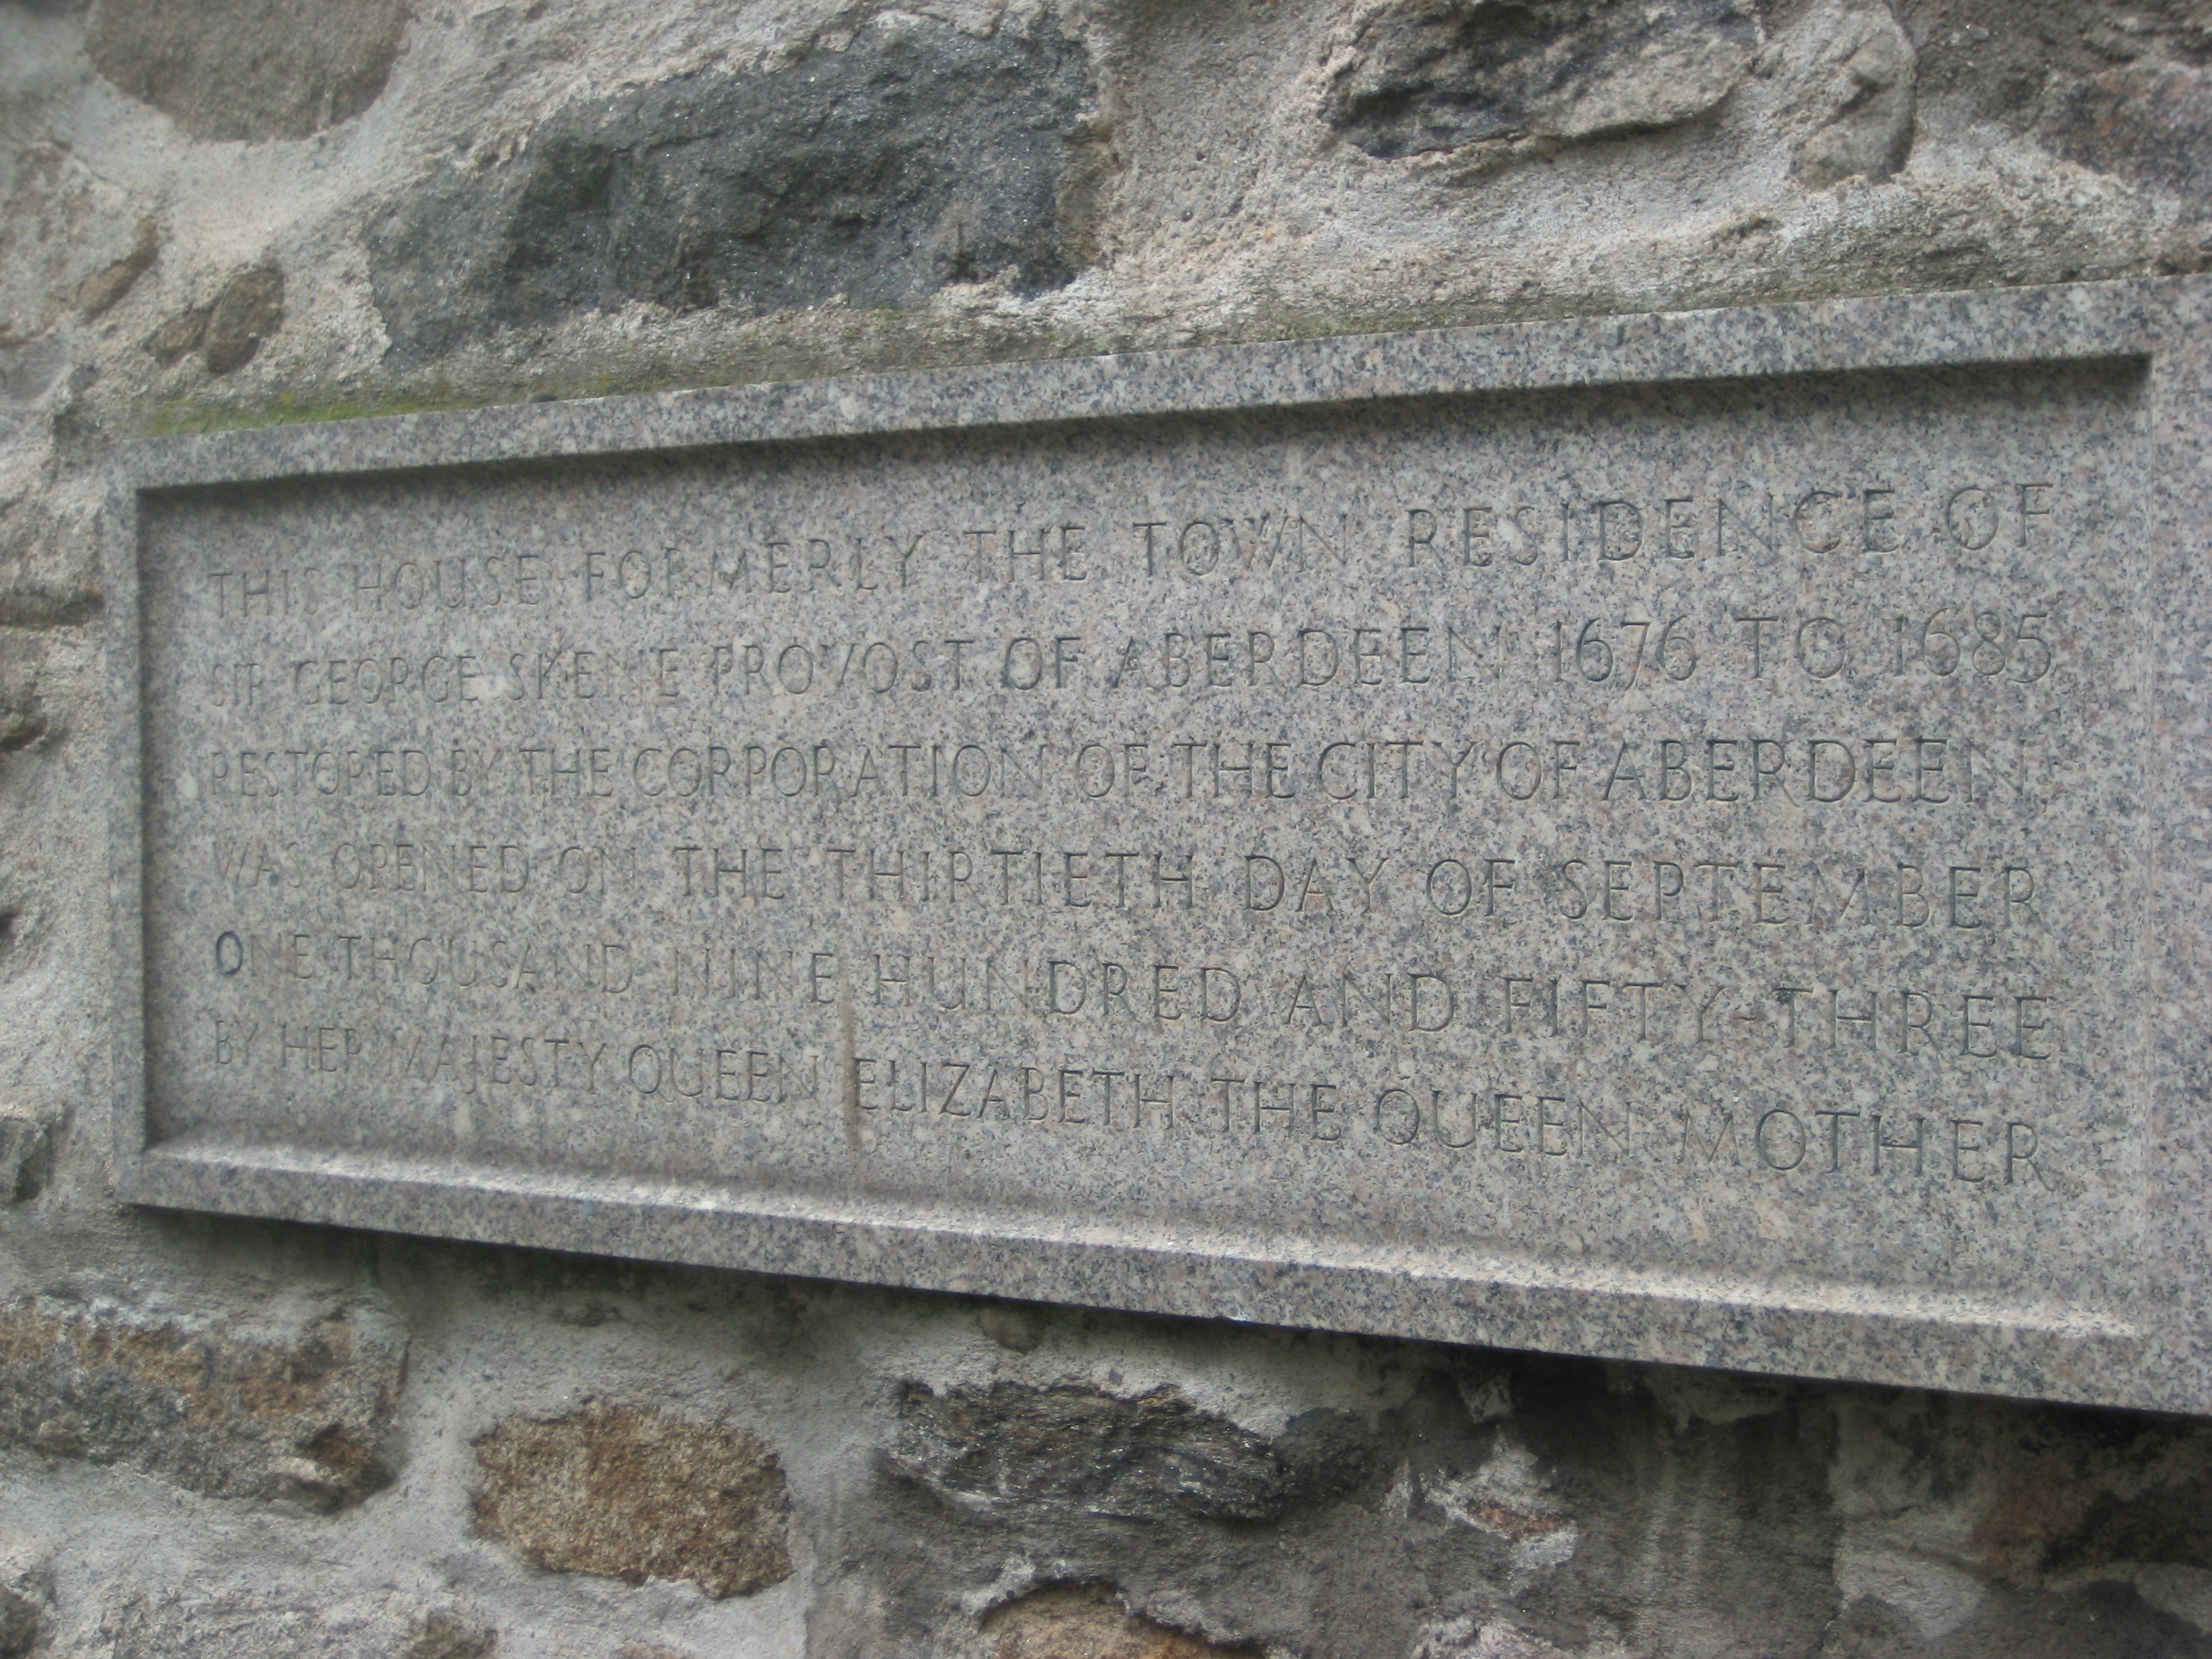 THIS HOUSE FORMERLY THE TOWN RESIDENCE OF
SIR GEORGE SKENE PROVOST OF ABERDEEN 1676 TO 1685
RESTORED BY THE CORPORATION OF THE CITY OF ABERDEEN,
WAS OPENED ON THE THIRTIETH DAY OF SEPTEMBER
ONE THOUSAND NINE HUNDRED AND FIFTY-THREE
BY HER MAJESTY QUEEN ELIZABETH THE QUEEN MOTHER